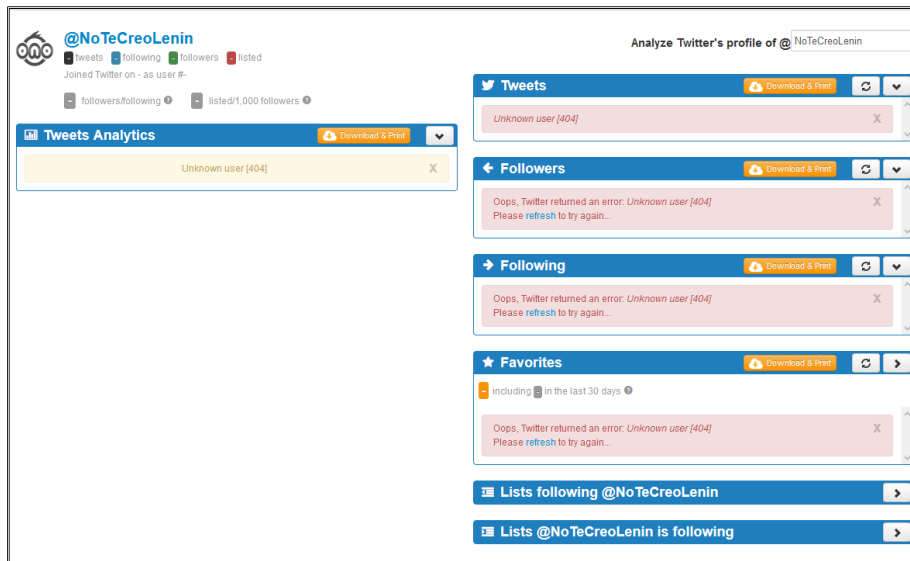 @NoTeCreoLenin
- tweets - following - followers - listed
Joined Twitter on - as user #-
- followers/following ? - listed/1,000 followers ?
Tweets Analytics Download & Print
Unknown user [404] X
Analyze Twitter's profile of @ NoTeCreoLenin
Tweets Download & Print
Unknown user [404] X
Followers Download & Print
Oops, Twitter returned an error: Unknown user [404] X
Please refresh to try again...
Following Download & Print
Oops, Twitter returned an error: Unknown user [404] X
Please refresh to try again...
Favorites Download & Print
- including - in the last 30 days ?
Oops, Twitter returned an error: Unknown user [404] X
Please refresh to try again...
Lists following @NoTeCreoLenin
Lists @NoTeCreoLenin is following